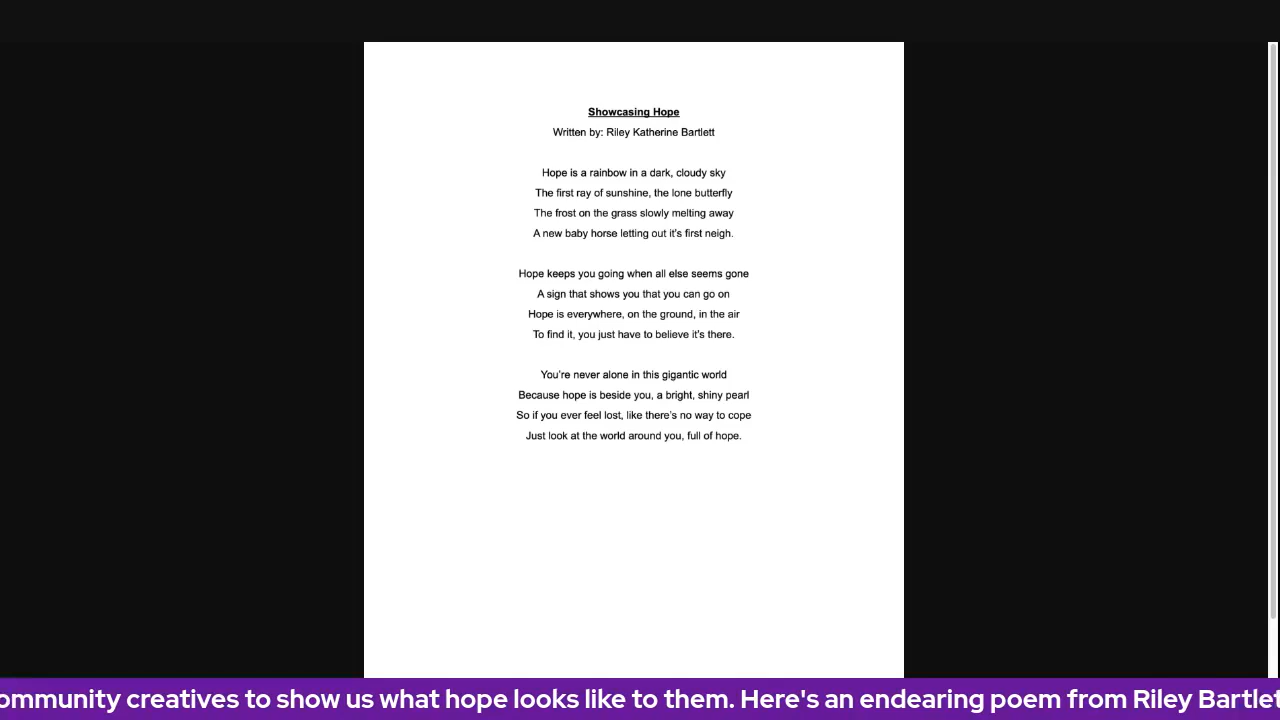 Showcasing Hope
Written by: Riley Katherine Bartlett
Hope is a rainbow in a dark, cloudy sky
The first ray of sunshine, the lone butterfly
The frost on the grass slowly melting away
A new baby horse letting out it's first neigh.
Hope keeps you going when all else seems gone
A sign that shows you that you can go on
Hope is everywhere, on the ground, in the air
To find it, you just have to believe it's there.
You're never alone in this gigantic world
Because hope is beside you, a bright, shiny pearl
So if you ever feel lost, like there's no way to cope
Just look at the world around you, full of hope.
ommunity creatives to show us what hope looks like to them. Here's an endearing poem from Riley Bartlet